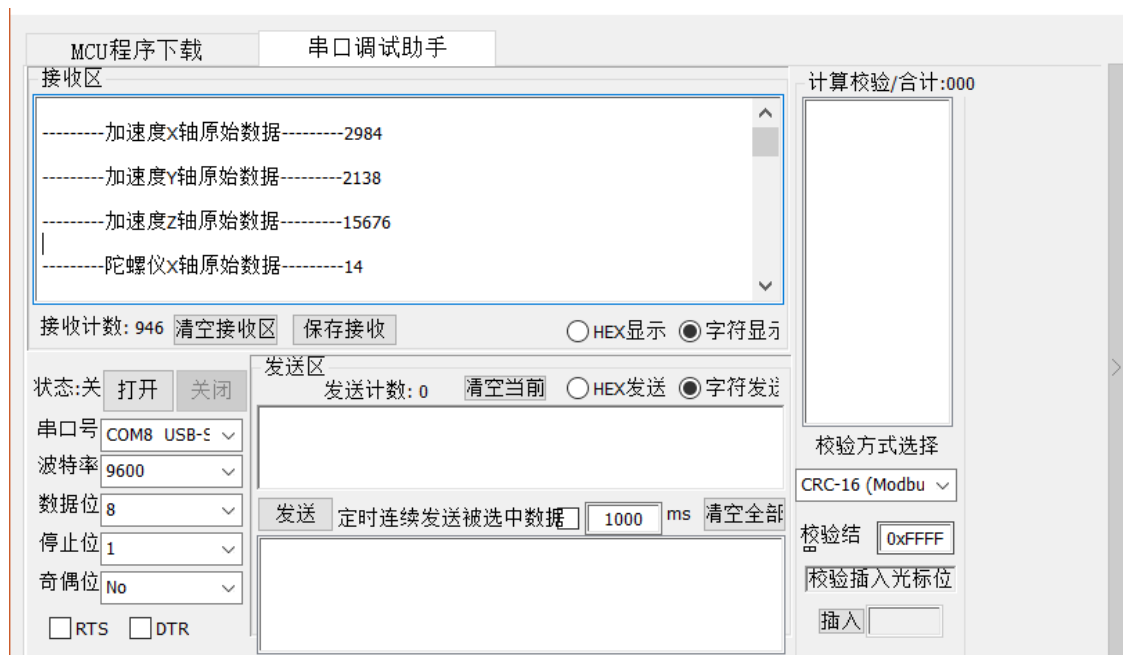 MCU程序下载 串口调试助手
接收区
---------加速度X轴原始数据---------2984
---------加速度Y轴原始数据---------2138
---------加速度Z轴原始数据---------15676
---------陀螺仪X轴原始数据---------14
接收计数: 946 清空接收区 保存接收 HEX显示 字符显示
状态:关 打开 关闭
串口号 COM8 USB-S
波特率 9600
数据位 8
停止位 1
奇偶位 No
RTS DTR
发送区
发送计数: 0 清空当前 HEX发送 字符发送
发送 定时连续发送被选中数据 1000 ms 清空全部
计算校验/合计:000
校验方式选择
CRC-16 (Modbu
校验结 0xFFFF
校验插入光标位
插入